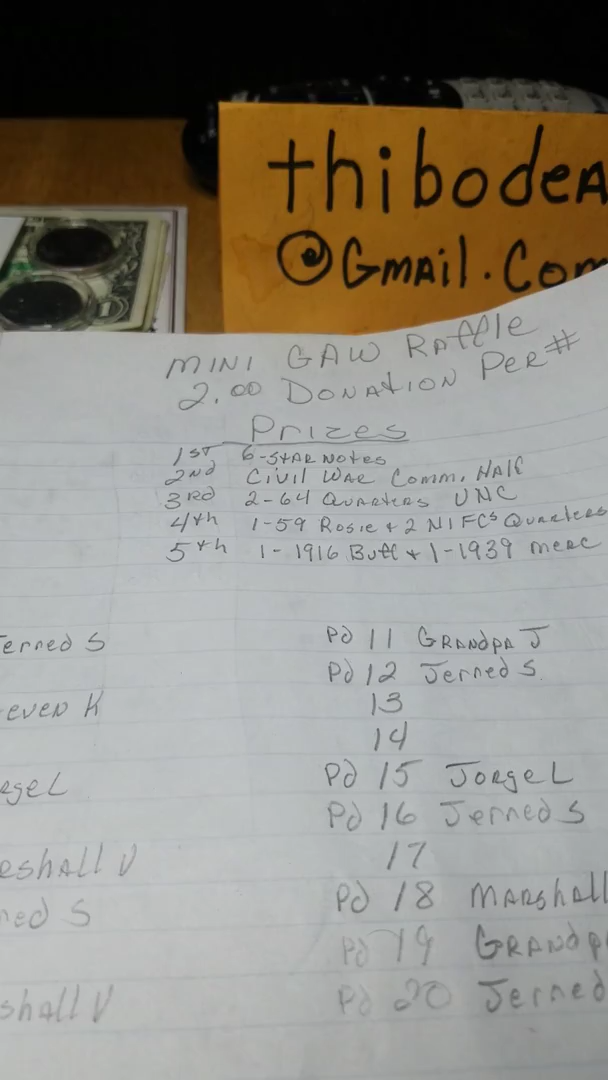 thibodeA
@GMAil.Com
MINI GAW Raffle
2.00 Donation Per #
Prizes
1ST 6-STAR Notes
2nd Civil War Comm. Half
3rd 2-64 Quarters UNC
4th 1-59 Rosie + 2 NIFCs Quarters
5th 1-1916 Buff + 1-1939 merc
erned S
Pd 11 Grandpa J
Pd 12 Jerned S.
even K
13
14
rgeL
Pd 15 JorgeL
Pd 16 Jerned S
rshall V
17
ned S
Pd 18 Marshall
Pd 19 Grandp
shall V
Pd 20 Jerned